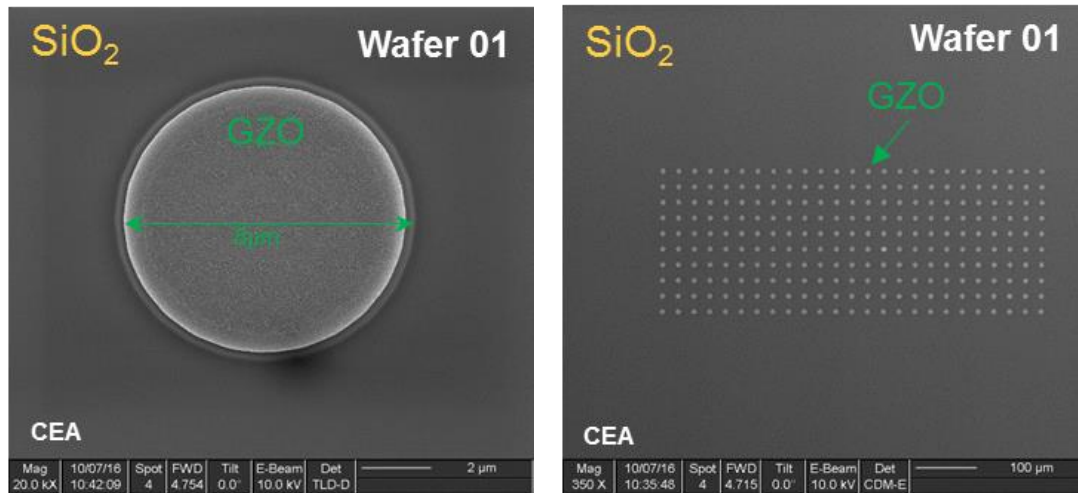 SiO2
Wafer 01
GZO
CEA
Mag 10/07/16 Spot FWD Tilt E-Beam Det 2 µm
20.0 kX 10:42:09 4 4.754 0.0° 10.0 kV TLD-D
SiO2
Wafer 01
GZO
CEA
Mag 10/07/16 Spot FWD Tilt E-Beam Det 100 µm
350 X 10:35:48 4 4.715 0.0° 10.0 kV CDM-E